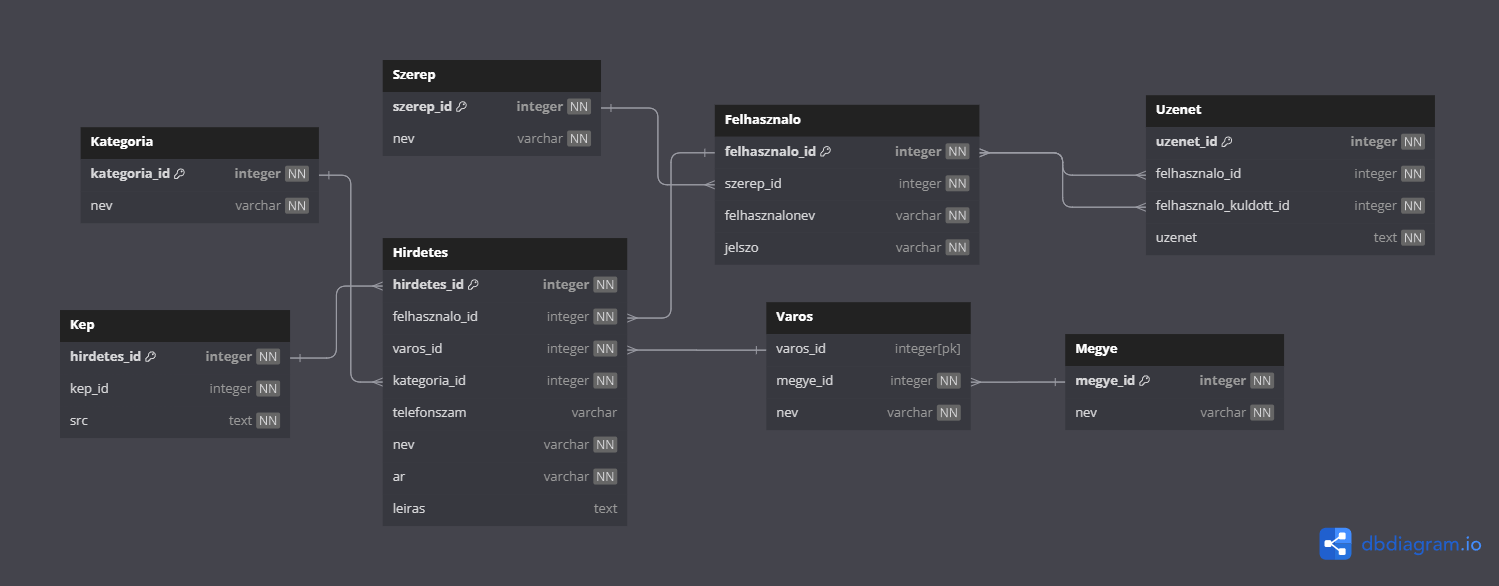 Szerep
szerep_id integer NN
nev varchar NN
Kategoria
kategoria_id integer NN
nev varchar NN
Felhasznalo
felhasznalo_id integer NN
szerep_id integer NN
felhasznalonev varchar NN
jelszo varchar NN
Uzenet
uzenet_id integer NN
felhasznalo_id integer NN
felhasznalo_kuldott_id integer NN
uzenet text NN
Hirdetes
hirdetes_id integer NN
felhasznalo_id integer NN
varos_id integer NN
kategoria_id integer NN
telefonszam varchar
nev varchar NN
ar varchar NN
leiras text
Kep
hirdetes_id integer NN
kep_id integer NN
src text NN
Varos
varos_id integer[pk]
megye_id integer NN
nev varchar NN
Megye
megye_id integer NN
nev varchar NN
dbdiagram.io